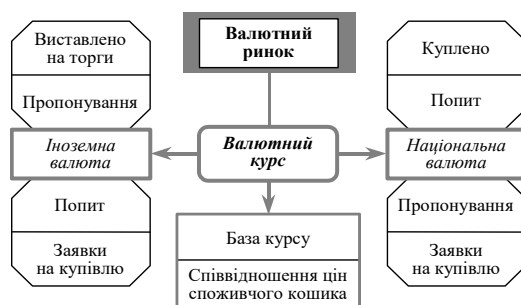 Виставлено
на торги
Пропонування
Іноземна
валюта
Попит
Заявки
на купівлю
Валютний
ринок
Валютний
курс
База курсу
Співвідношення цін
споживчого кошика
Куплено
Попит
Національна
валюта
Пропонування
Заявки
на купівлю